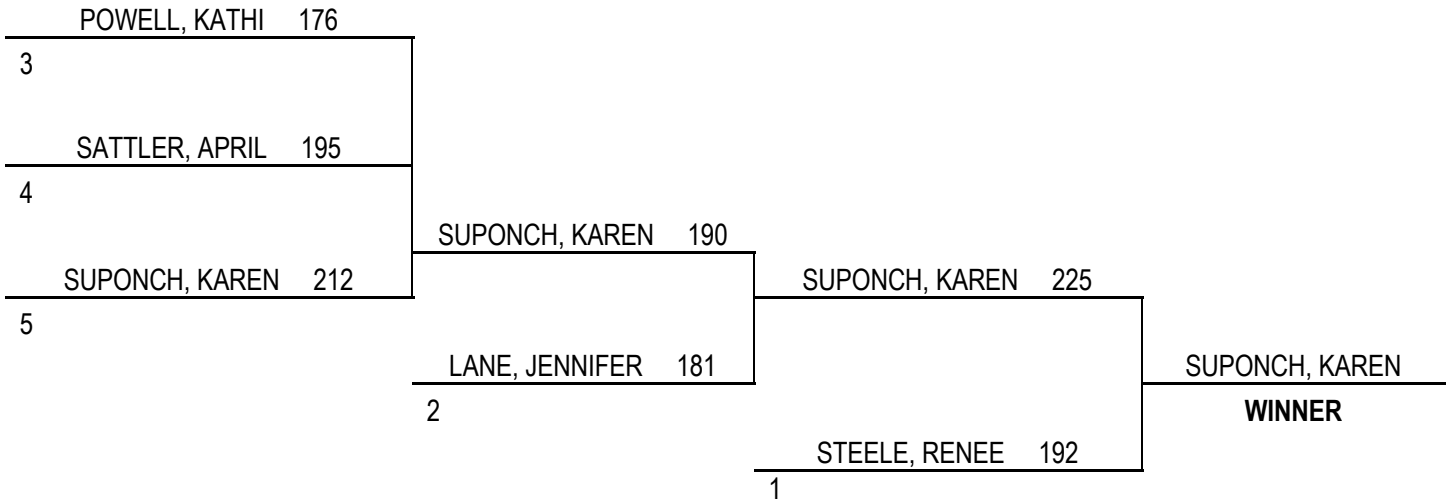 POWELL, KATHI 176
3
SATTLER, APRIL 195
4
SUPONCH, KAREN 190
SUPONCH, KAREN 212
SUPONCH, KAREN 225
5
LANE, JENNIFER 181
SUPONCH, KAREN
2
WINNER
STEELE, RENEE 192
1